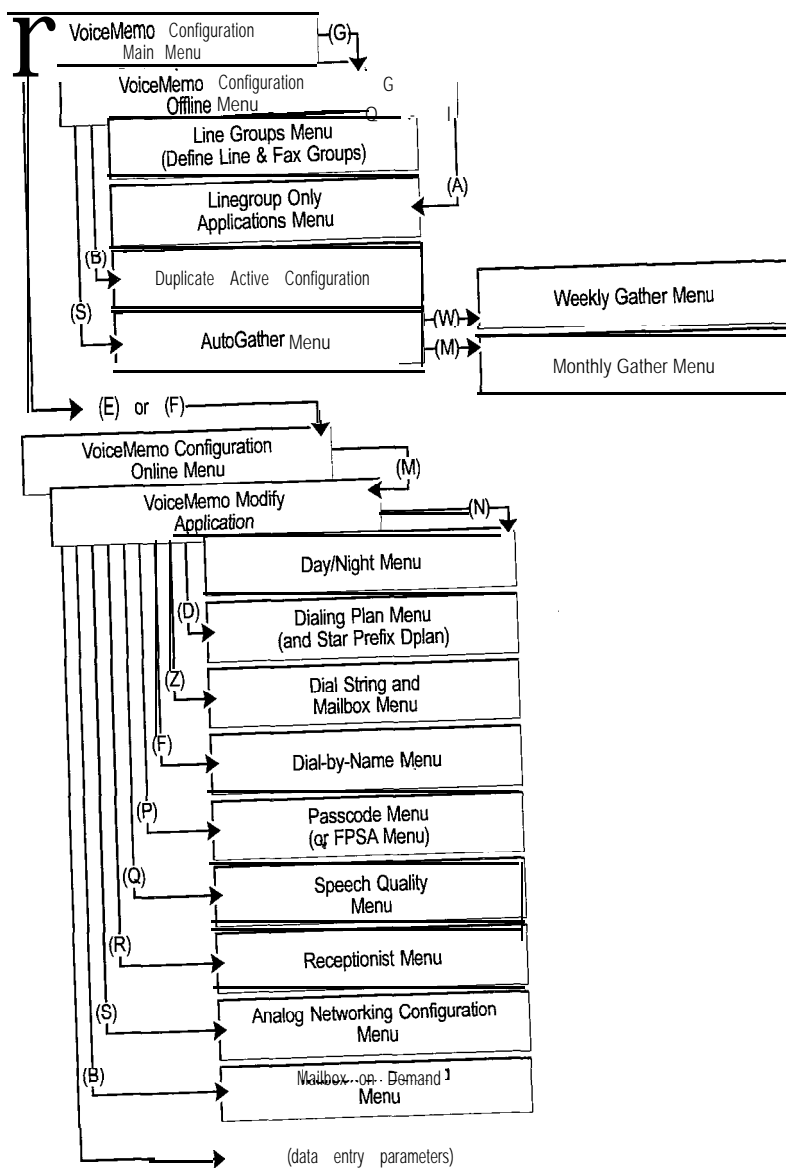 VoiceMemo Configuration
Main Menu
(G)
VoiceMemo Configuration
Offline Menu
G
Q
I
Line Groups Menu
(Define Line & Fax Groups)
(A)
Linegroup Only
Applications Menu
(B)
Duplicate Active Configuration
(S)
AutoGather Menu
(W)
Weekly Gather Menu
(M)
Monthly Gather Menu
(E) or (F)
VoiceMemo Configuration
Online Menu
(M)
VoiceMemo Modify
Application
(N)
Day/Night Menu
(D)
Dialing Plan Menu
(and Star Prefix Dplan)
(Z)
Dial String and
Mailbox Menu
(F)
Dial-by-Name Menu
(P)
Passcode Menu
(or FPSA Menu)
(Q)
Speech Quality
Menu
(R)
Receptionist Menu
(S)
Analog Networking Configuration
Menu
(B)
Mailbox on Demand
Menu
(data entry parameters)